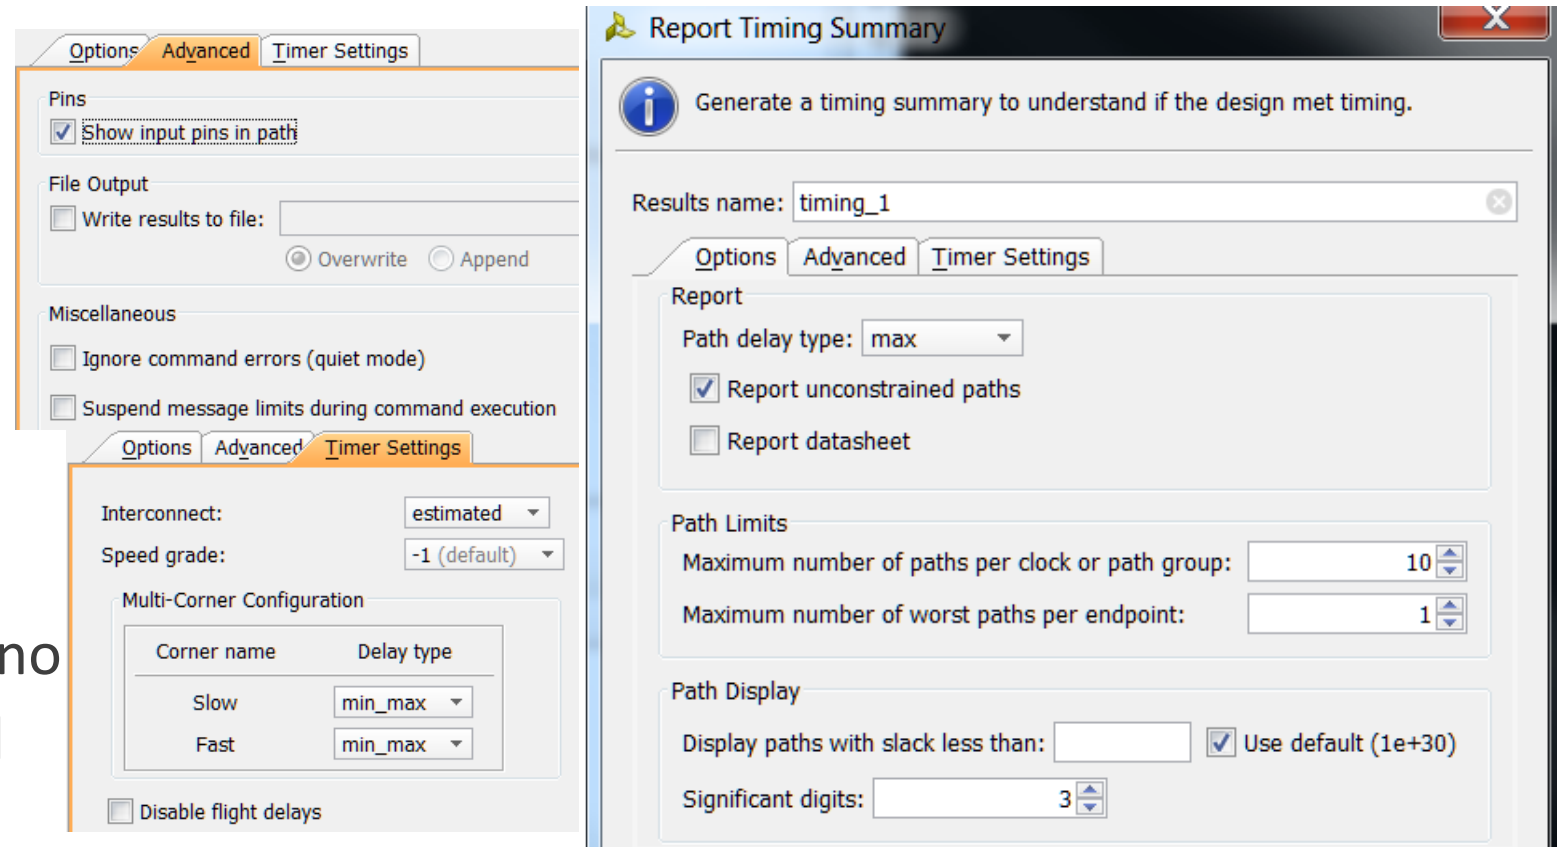 Options Advanced Timer Settings
Pins
Show input pins in path
File Output
Write results to file:
Overwrite Append
Miscellaneous
Ignore command errors (quiet mode)
Suspend message limits during command execution
Options Advanced Timer Settings
Interconnect: estimated
Speed grade: -1 (default)
Multi-Corner Configuration
Corner name Delay type
Slow min_max
Fast min_max
Disable flight delays
no
Report Timing Summary
Generate a timing summary to understand if the design met timing.
Results name: timing_1
Options Advanced Timer Settings
Report
Path delay type: max
Report unconstrained paths
Report datasheet
Path Limits
Maximum number of paths per clock or path group: 10
Maximum number of worst paths per endpoint: 1
Path Display
Display paths with slack less than: Use default (1e+30)
Significant digits: 3